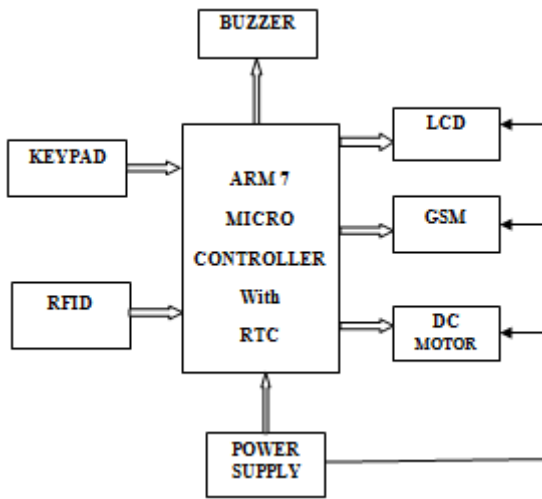 BUZZER
LCD
KEYPAD
ARM 7
MICRO
CONTROLLER
With
RTC
GSM
RFID
DC
MOTOR
POWER
SUPPLY